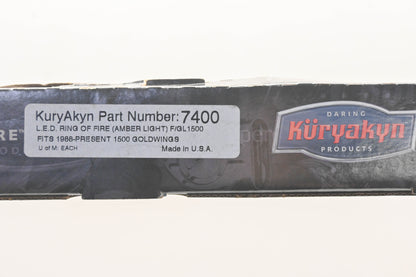 KuryAkyn Part Number: 7400
L.E.D. RING OF FIRE (AMBER LIGHT) F/GL1500
FITS 1988-PRESENT 1500 GOLDWINGS
U of M: EACH Made in U.S.A.
DARING
Küryakyn
PRODUCTS